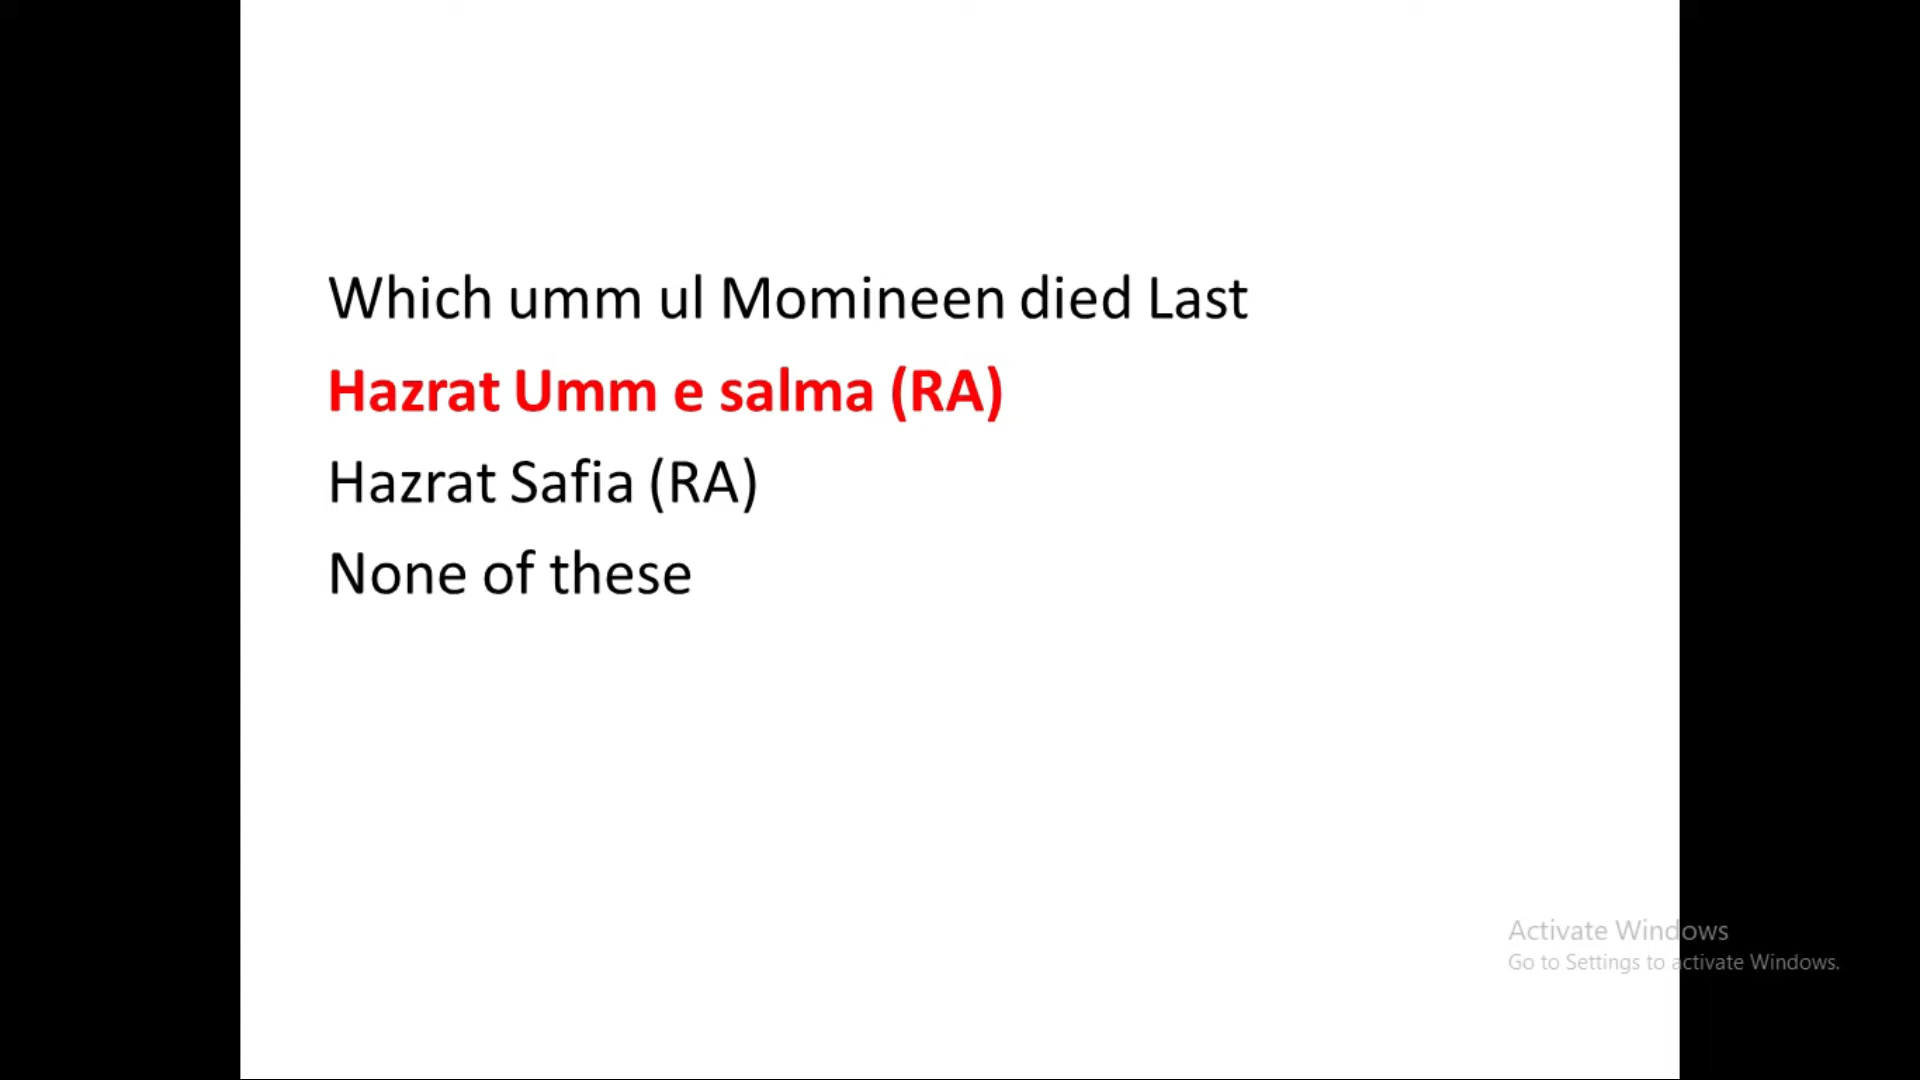 Which umm ul Momineen died Last
Hazrat Umm e salma (RA)
Hazrat Safia (RA)
None of these
Activate Windows
Go to Settings to activate Windows.